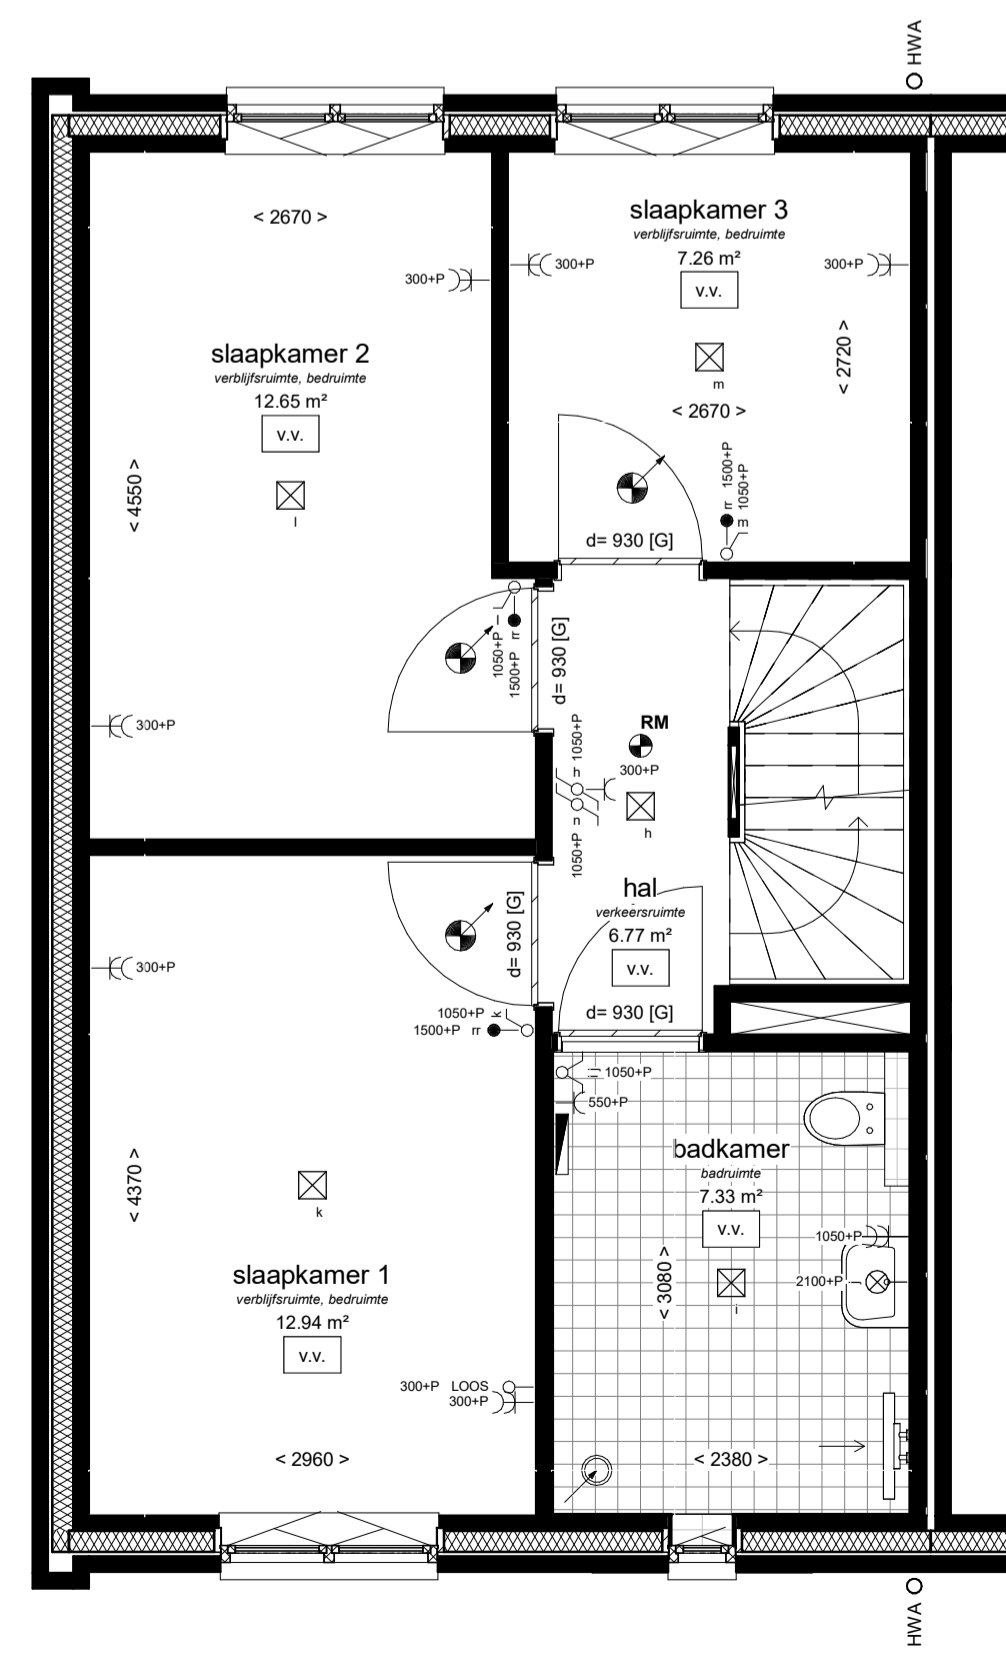 HWA
< 2670 >
slaapkamer 3
verblijfsruimte, bedruimte
7.26 m²
v.v.
300+P
300+P
300+P
slaapkamer 2
verblijfsruimte, bedruimte
12.65 m²
v.v.
< 2720 >
m
< 2670 >
< 4550 >
l
rr 1500+P
m 1050+P
d= 930 [G]
d= 930 [G]
l
1050+P
rr
1500+P
300+P
RM
h 1050+P
300+P
n
1050+P
h
hal
verkeersruimte
6.77 m²
v.v.
d= 930 [G]
300+P
d= 930 [G]
1050+P k
1500+P rr
1050+P
550+P
badkamer
badruimte
7.33 m²
v.v.
< 4370 >
k
1050+P
< 3080 >
2100+P j
i
slaapkamer 1
verblijfsruimte, bedruimte
12.94 m²
v.v.
300+P LOOS
300+P
< 2960 >
< 2380 >
HWA